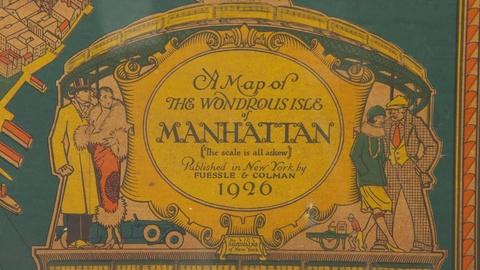 A Map of
THE WONDROUS ISLE
of
MANHATTAN
{The scale is all askew}
Published in New York by
FUESSLE & COLMAN
1926